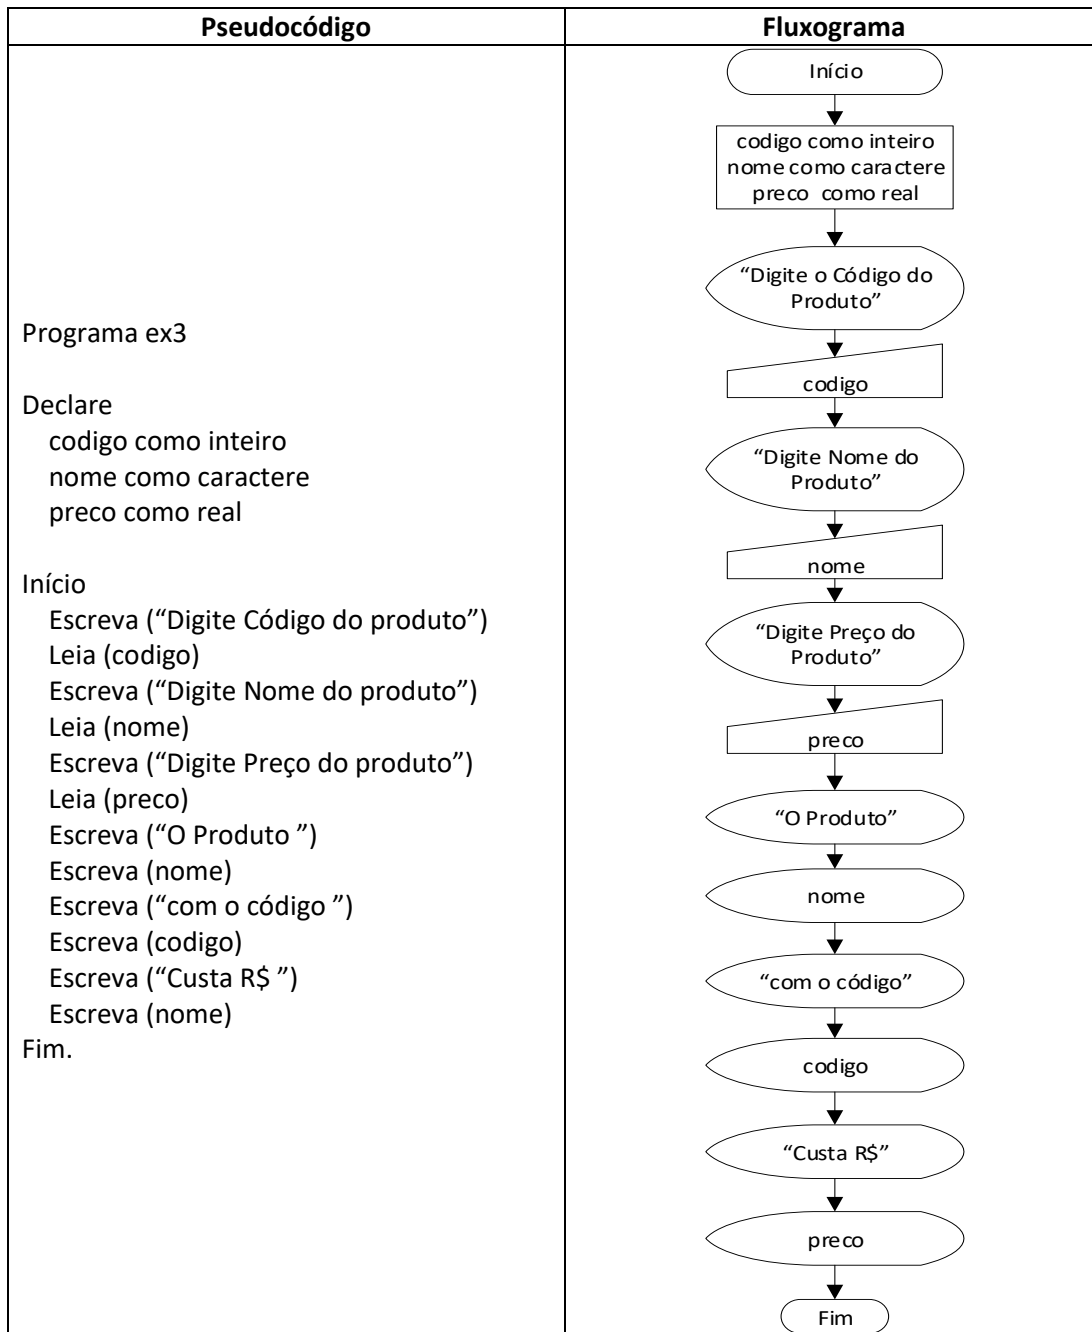 Pseudocódigo
Fluxograma
Programa ex3
Declare
codigo como inteiro
nome como caractere
preco como real
Início
Escreva (“Digite Código do produto”)
Leia (codigo)
Escreva (“Digite Nome do produto”)
Leia (nome)
Escreva (“Digite Preço do produto”)
Leia (preco)
Escreva (“O Produto ”)
Escreva (nome)
Escreva (“com o código ”)
Escreva (codigo)
Escreva (“Custa R$ ”)
Escreva (nome)
Fim.
Início
codigo como inteiro
nome como caractere
preco como real
“Digite o Código do
Produto”
codigo
“Digite Nome do
Produto”
nome
“Digite Preço do
Produto”
preco
“O Produto”
nome
“com o código”
codigo
“Custa R$”
preco
Fim